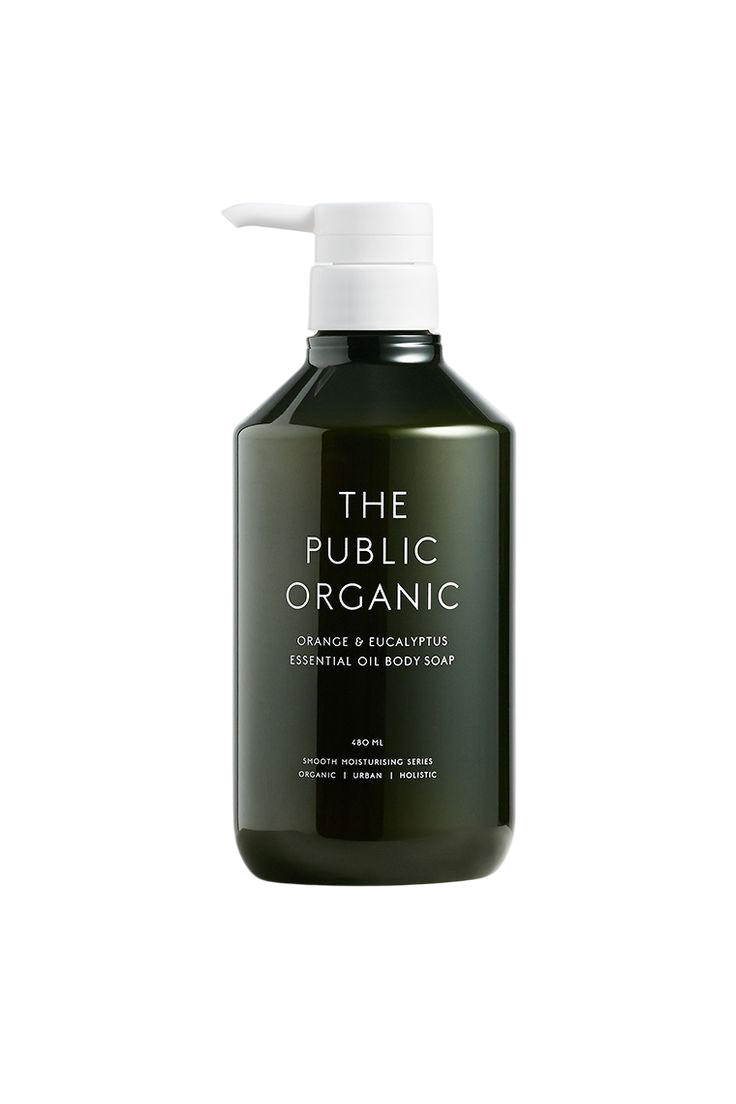 THE
PUBLIC
ORGANIC
ORANGE & EUCALYPTUS
ESSENTIAL OIL BODY SOAP
480 ML
SMOOTH MOISTURISING SERIES
ORGANIC | URBAN | HOLISTIC